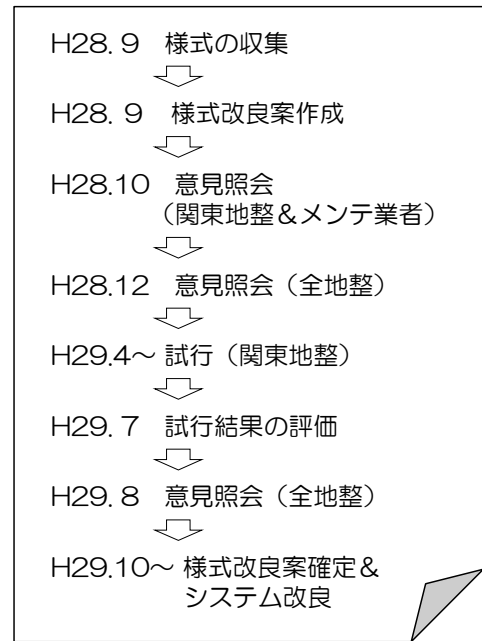 H28. 9 様式の収集
H28. 9 様式改良案作成
H28.10 意見照会
（関東地整＆メンテ業者）
H28.12 意見照会（全地整）
H29.4～ 試行（関東地整）
H29. 7 試行結果の評価
H29. 8 意見照会（全地整）
H29.10～ 様式改良案確定＆
システム改良